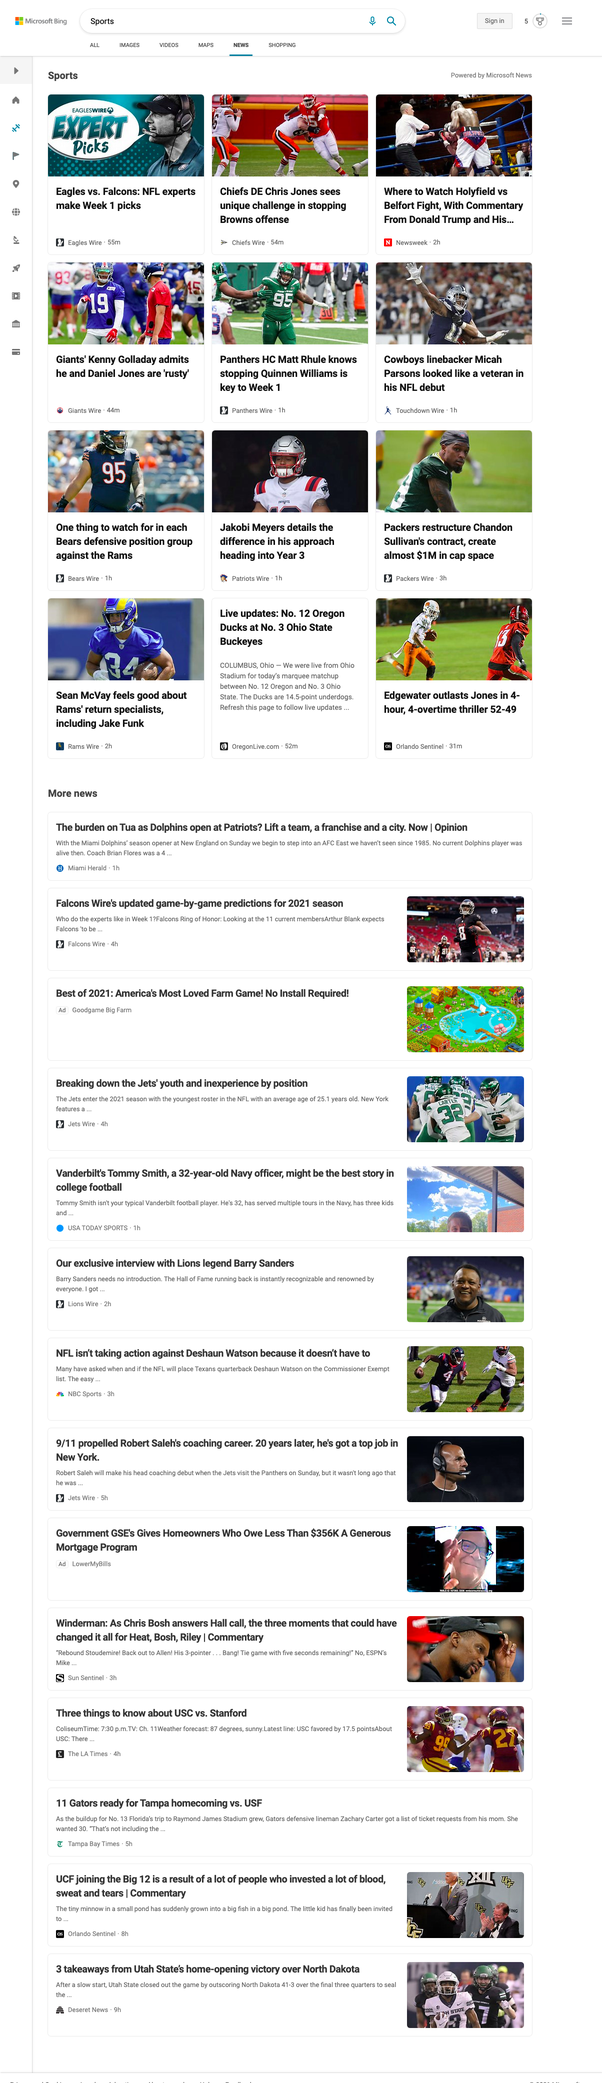 Microsoft Bing
Sports
Sign in
5
ALL
IMAGES
VIDEOS
MAPS
NEWS
SHOPPING
Sports
Powered by Microsoft News
EAGLESWIRE
EXPERT
Picks
Eagles vs. Falcons: NFL experts
make Week 1 picks
Eagles Wire · 55m
Chiefs DE Chris Jones sees
unique challenge in stopping
Browns offense
Chiefs Wire · 54m
Where to Watch Holyfield vs
Belfort Fight, With Commentary
From Donald Trump and His...
Newsweek · 2h
19
Giants' Kenny Golladay admits
he and Daniel Jones are 'rusty'
Giants Wire · 44m
95
Panthers HC Matt Rhule knows
stopping Quinnen Williams is
key to Week 1
Panthers Wire · 1h
Cowboys linebacker Micah
Parsons looked like a veteran in
his NFL debut
Touchdown Wire · 1h
95
One thing to watch for in each
Bears defensive position group
against the Rams
Bears Wire · 1h
Jakobi Meyers details the
difference in his approach
heading into Year 3
Patriots Wire · 1h
Packers restructure Chandon
Sullivan's contract, create
almost $1M in cap space
Packers Wire · 3h
34
Sean McVay feels good about
Rams' return specialists,
including Jake Funk
Rams Wire · 2h
Live updates: No. 12 Oregon
Ducks at No. 3 Ohio State
Buckeyes
COLUMBUS, Ohio — We were live from Ohio
Stadium for today's marquee matchup
between No. 12 Oregon and No. 3 Ohio
State. The Ducks are 14.5-point underdogs.
Refresh this page to follow live updates ...
OregonLive.com · 52m
Edgewater outlasts Jones in 4-
hour, 4-overtime thriller 52-49
Orlando Sentinel · 31m
More news
The burden on Tua as Dolphins open at Patriots? Lift a team, a franchise and a city. Now | Opinion
With the Miami Dolphins' season opener at New England on Sunday we begin to step into an AFC East we haven't seen since 1985. No current Dolphins player was
alive then. Coach Brian Flores was a 4 ...
Miami Herald · 1h
Falcons Wire's updated game-by-game predictions for 2021 season
Who do the experts like in Week 1?Falcons Ring of Honor: Looking at the 11 current membersArthur Blank expects
Falcons 'to be ...
Falcons Wire · 4h
Best of 2021: America's Most Loved Farm Game! No Install Required!
Ad Goodgame Big Farm
Breaking down the Jets' youth and inexperience by position
The Jets enter the 2021 season with the youngest roster in the NFL with an average age of 25.1 years old. New York
features a ...
Jets Wire · 4h
32
2
Vanderbilt's Tommy Smith, a 32-year-old Navy officer, might be the best story in
college football
Tommy Smith isn't your typical Vanderbilt football player. He's 32, has served multiple tours in the Navy, has three kids
and ...
USA TODAY SPORTS · 1h
Our exclusive interview with Lions legend Barry Sanders
Barry Sanders needs no introduction. The Hall of Fame running back is instantly recognizable and renowned by
everyone. I got ...
Lions Wire · 2h
NFL isn't taking action against Deshaun Watson because it doesn't have to
Many have asked when and if the NFL will place Texans quarterback Deshaun Watson on the Commissioner Exempt
list. The easy ...
NBC Sports · 3h
4
9/11 propelled Robert Saleh's coaching career. 20 years later, he's got a top job in
New York.
Robert Saleh will make his head coaching debut when the Jets visit the Panthers on Sunday, but it wasn't long ago that
he was ...
Jets Wire · 5h
Government GSE's Gives Homeowners Who Owe Less Than $356K A Generous
Mortgage Program
Ad LowerMyBills
Winderman: As Chris Bosh answers Hall call, the three moments that could have
changed it all for Heat, Bosh, Riley | Commentary
"Rebound Stoudemire! Back out to Allen! His 3-pointer . . . Bang! Tie game with five seconds remaining!" No, ESPN's
Mike ...
Sun Sentinel · 3h
Three things to know about USC vs. Stanford
ColiseumTime: 7:30 p.m.TV: Ch. 11Weather forecast: 87 degrees, sunny.Latest line: USC favored by 17.5 pointsAbout
USC: There ...
The LA Times · 4h
11 Gators ready for Tampa homecoming vs. USF
As the buildup for No. 13 Florida's trip to Raymond James Stadium grew, Gators defensive lineman Zachary Carter got a list of ticket requests from his mom. She
wanted 30. "That's not including the ...
Tampa Bay Times · 5h
UCF joining the Big 12 is a result of a lot of people who invested a lot of blood,
sweat and tears | Commentary
The tiny minnow in a small pond has suddenly grown into a big fish in a big pond. The little kid has finally been invited
to ...
Orlando Sentinel · 8h
XII
UCF
3 takeaways from Utah State's home-opening victory over North Dakota
After a slow start, Utah State closed out the game by outscoring North Dakota 41-3 over the final three quarters to seal
the ...
Deseret News · 9h